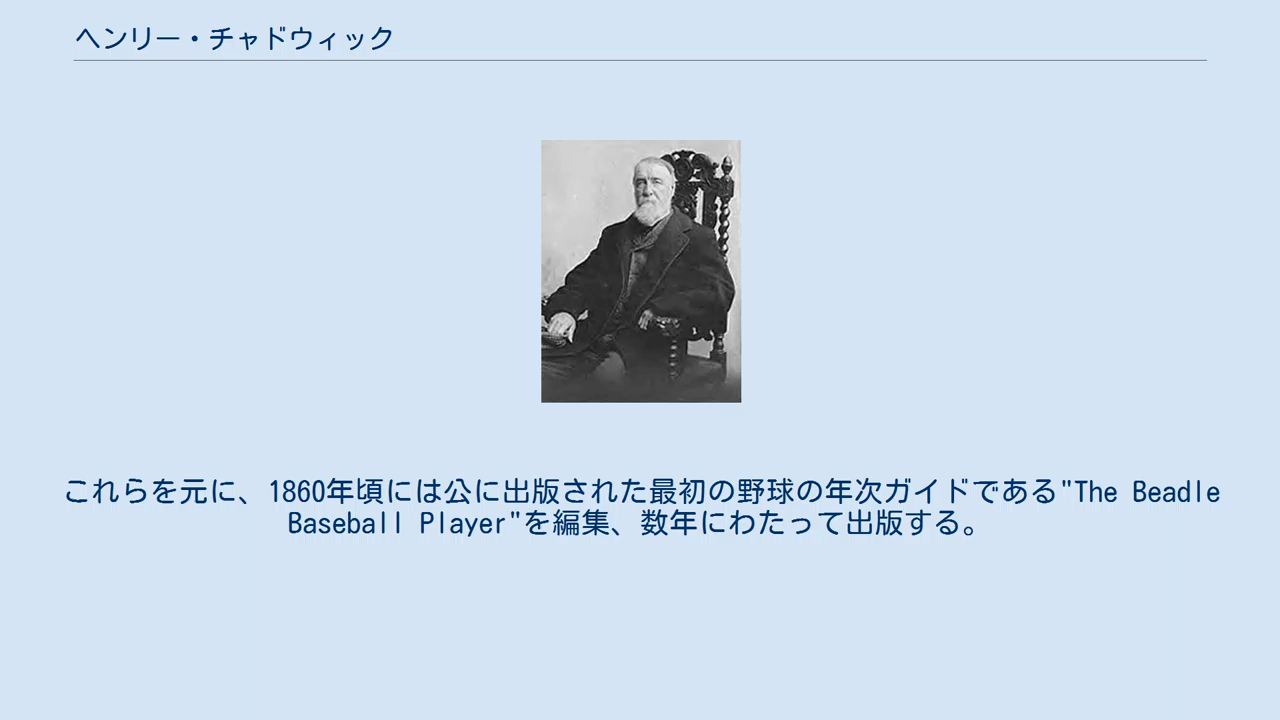 ヘンリー・チャドウィック
これらを元に、1860年頃には公に出版された最初の野球の年次ガイドである"The Beadle
Baseball Player"を編集、数年にわたって出版する。